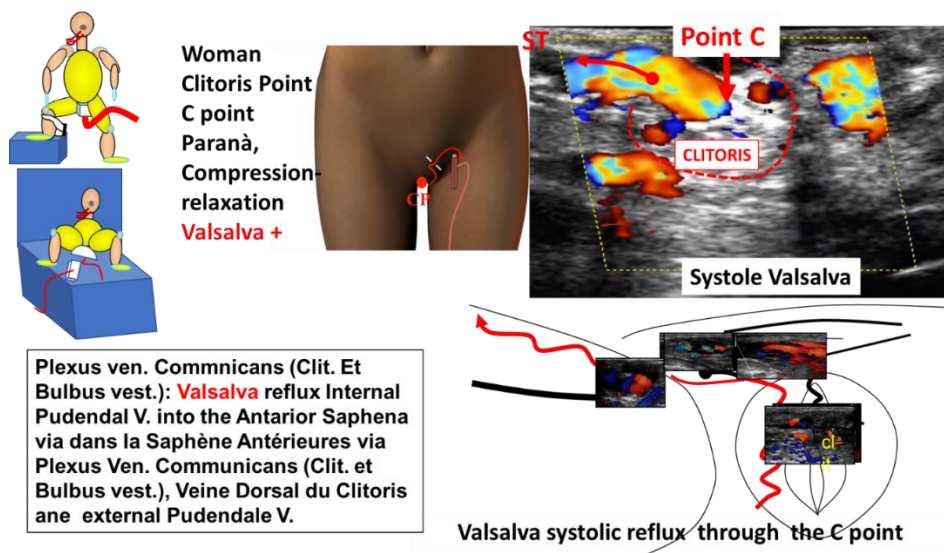 Woman
Clitoris Point
C point
Paranà,
Compression-
relaxation
Valsalva +
CP
ST
Point C
CLITORIS
Systole Valsalva
Plexus ven. Commnicans (Clit. Et
Bulbus vest.): Valsalva reflux Internal
Pudendal V. into the Antarior Saphena
via dans la Saphène Antérieures via
Plexus Ven. Communicans (Clit. et
Bulbus vest.), Veine Dorsal du Clitoris
ane external Pudendale V.
cl
it
Valsalva systolic reflux through the C point